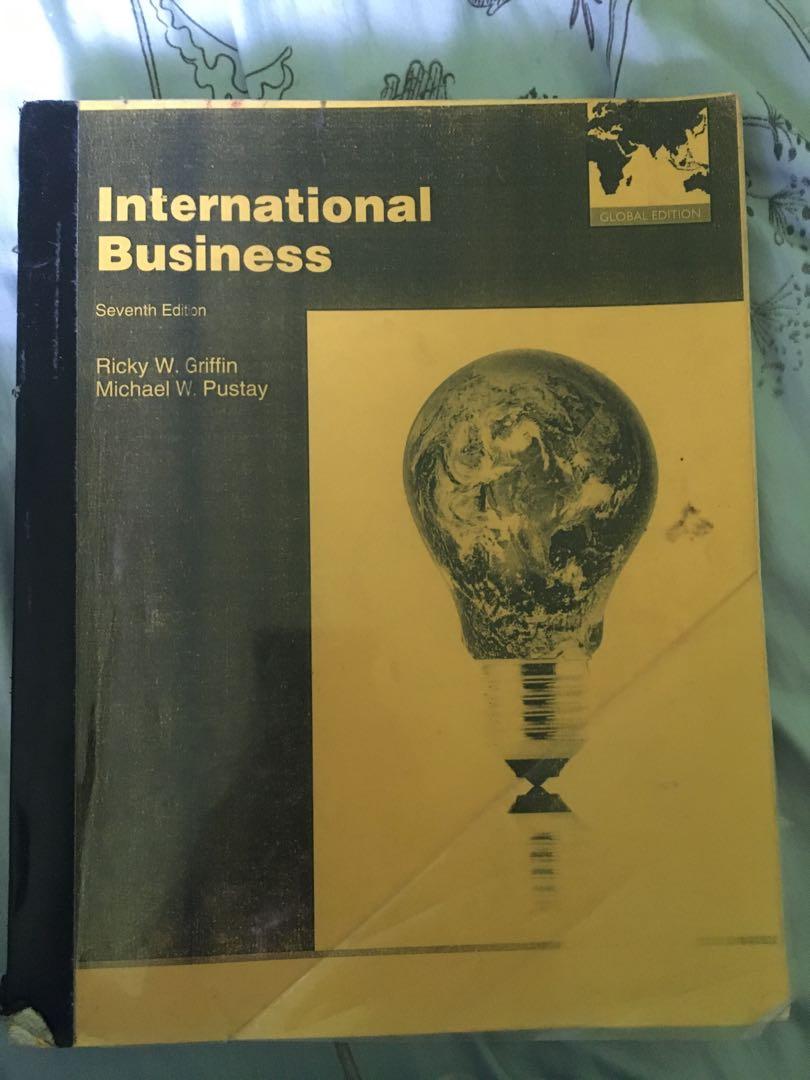 International
Business
Seventh Edition
Ricky W. Griffin
Michael W. Pustay
GLOBAL EDITION